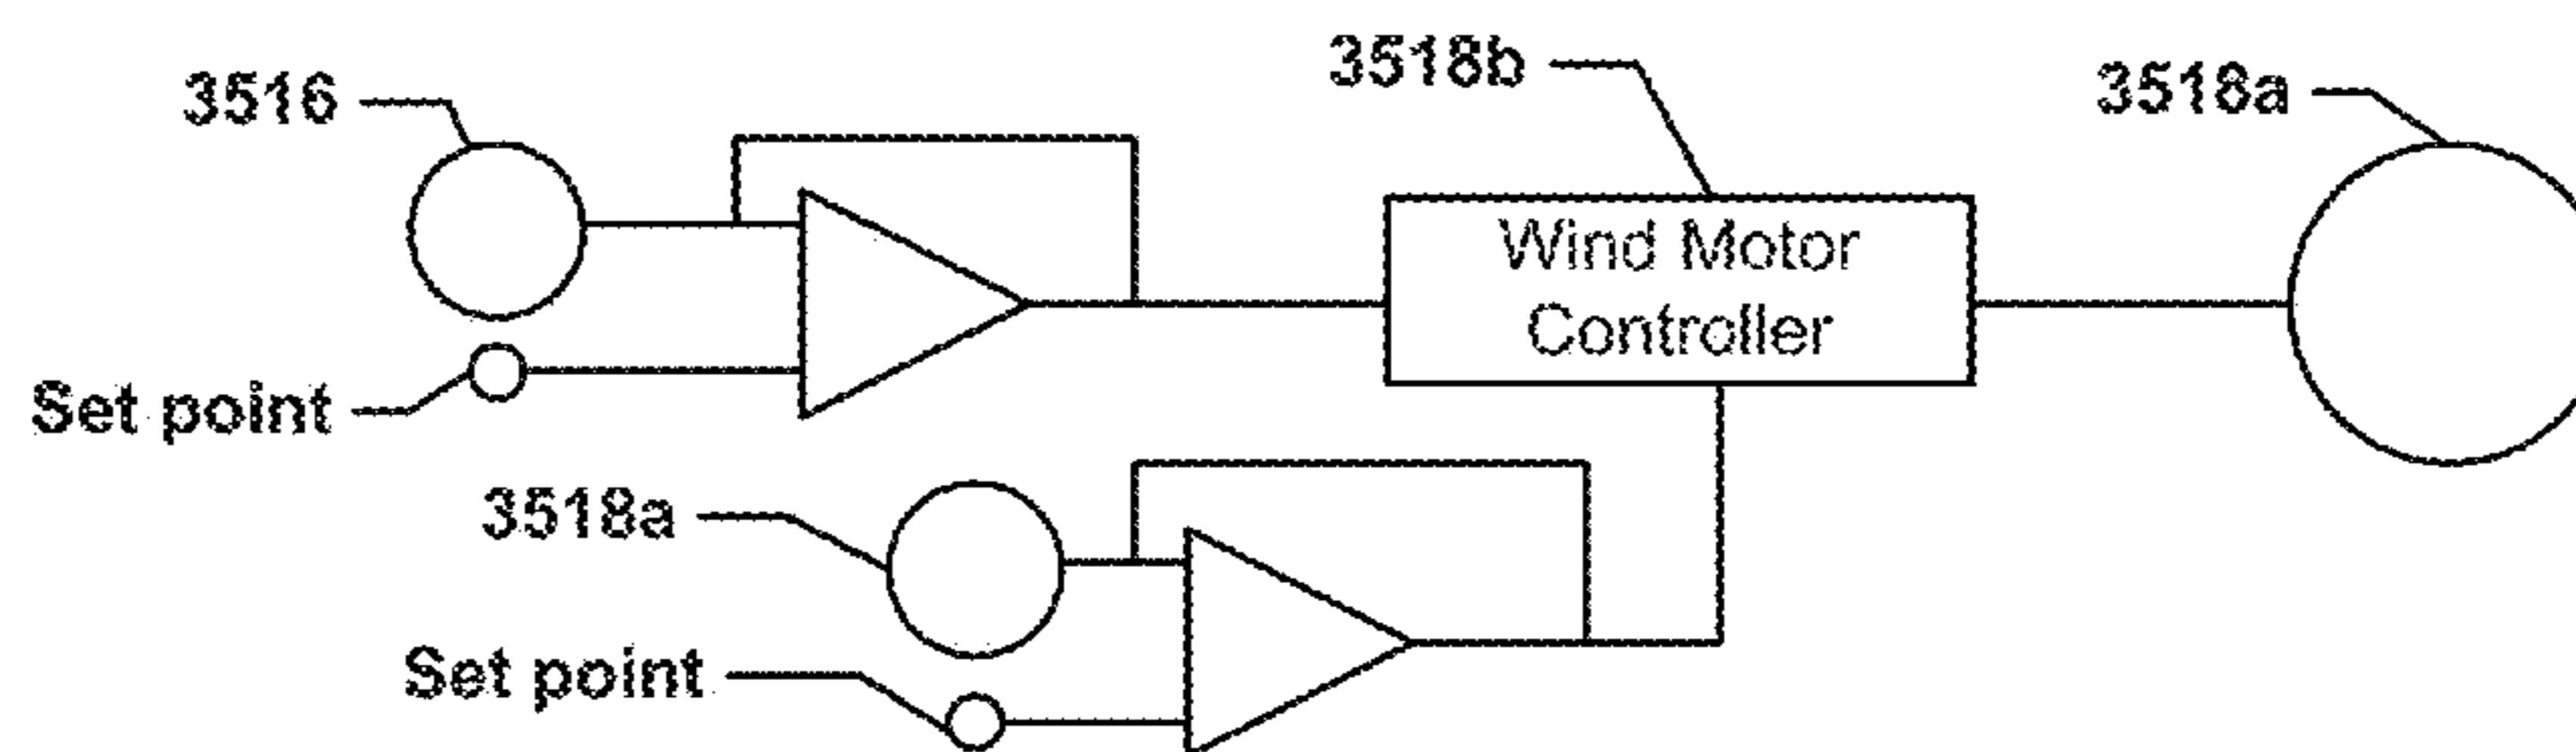 3516
3518b
3518a
Wind Motor
Controller
Set point
3518a
Set point